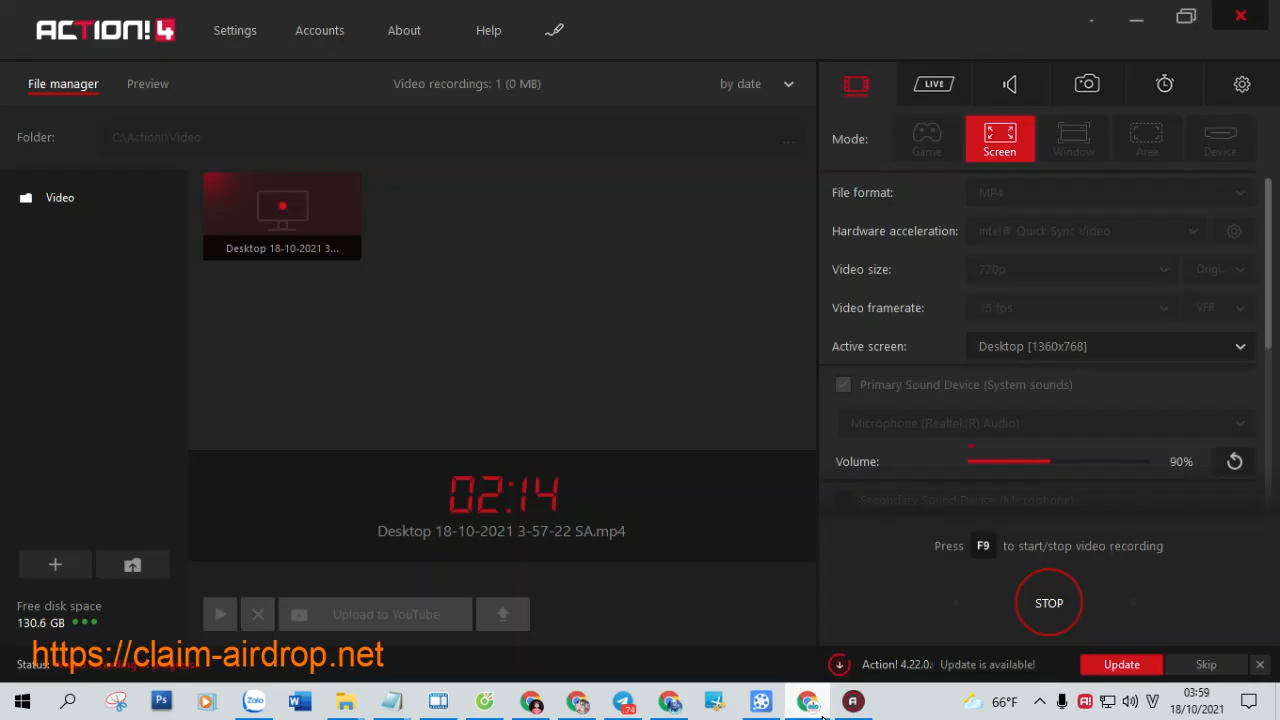 ACTION! 4
Settings
Accounts
About
Help
File manager
Preview
Video recordings: 1 (0 MB)
by date
LIVE
Folder:
C:\Action!\Video
...
Mode:
Game
Screen
Window
Area
Device
Video
Desktop 18-10-2021 3...
File format:
MP4
Hardware acceleration:
Intel® Quick Sync Video
Video size:
720p
Origi...
Video framerate:
15 fps
VFR
Active screen:
Desktop [1360x768]
Primary Sound Device (System sounds)
Microphone (Realtek(R) Audio)
Volume:
90%
Secondary Sound Device (Microphone)
02:14
Desktop 18-10-2021 3-57-22 SA.mp4
Press F9 to start/stop video recording
STOP
Free disk space
130.6 GB
Upload to YouTube
https://claim-airdrop.net
Status:
Action! 4.22.0.
Update is available!
Update
Skip
Ps
Zalo
74
66°F
03:59
18/10/2021